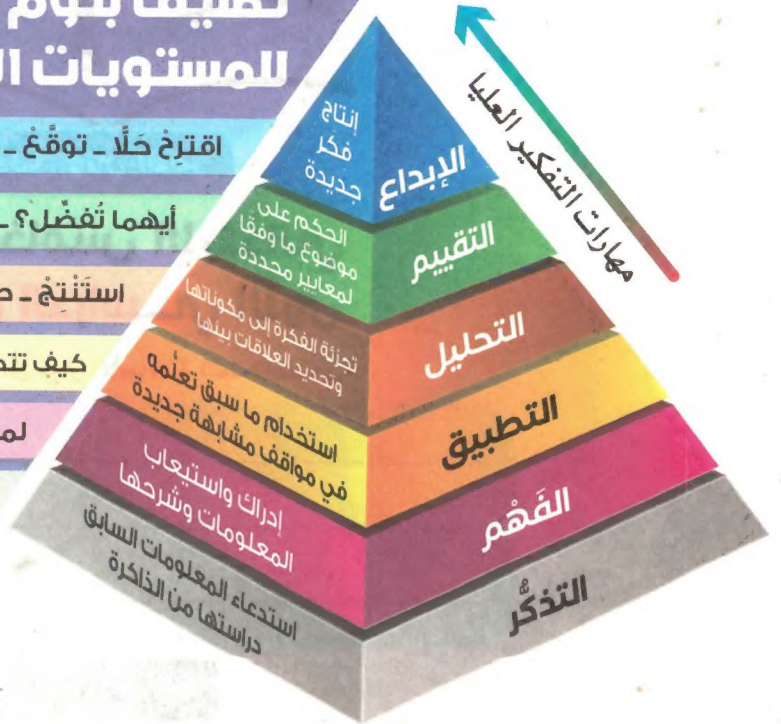 تصنيف بلوم
للمستويات
اقترِحْ حَلًّا ـ توقَّعْ ـ
أيهما تُفضِّل؟ ـ
استَنْتِجْ ـ
كيف
مهارات التفكير العليا
الإبداع
إنتاج
فكر
جديدة
التقييم
الحكم على
موضوع ما وفقًا
لمعايير محددة
التحليل
تجزئة الفكرة إلى مكوناتها
وتحديد العلاقات بينها
التطبيق
استخدام ما سبق تعلُّمه
في مواقف مشابهة جديدة
الفَهْم
إدراك واستيعاب
المعلومات وشرحها
التذكُّر
استدعاء المعلومات السابق
دراستها من الذاكرة